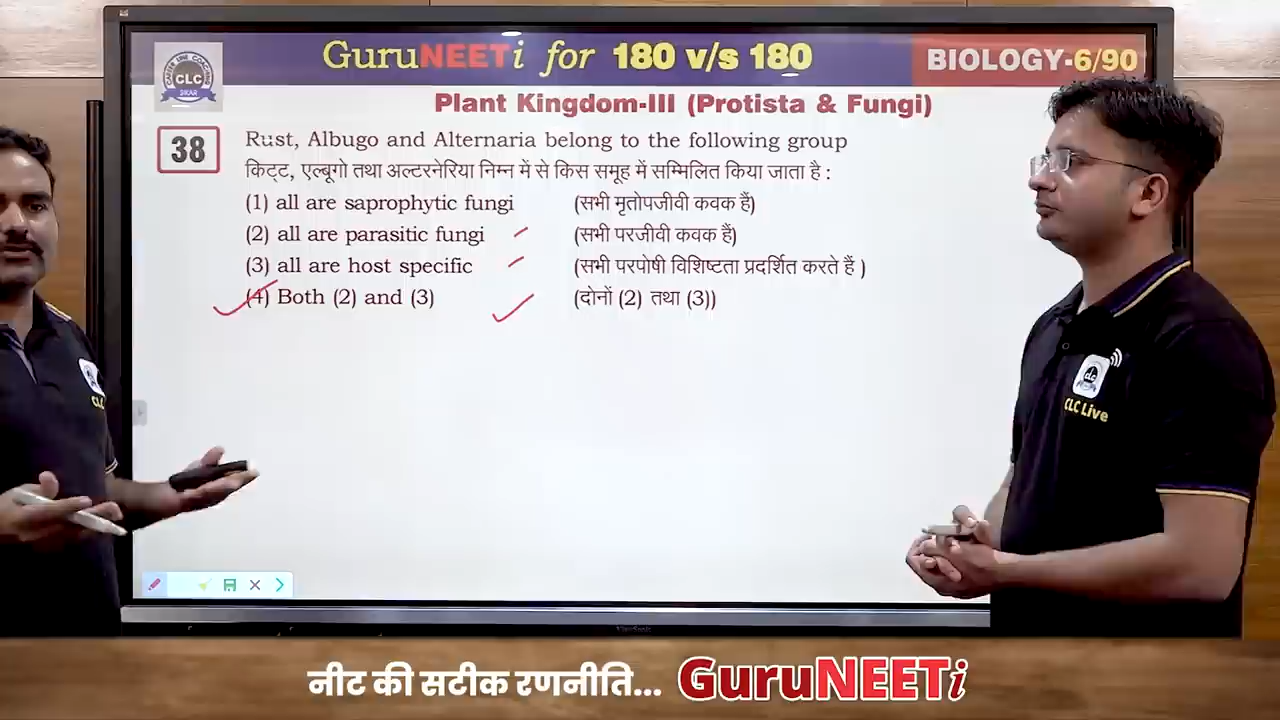 GuruNEETi for 180 v/s 180
BIOLOGY-6/90
CLC
SIKAR
Plant Kingdom-III (Protista & Fungi)
38
Rust, Albugo and Alternaria belong to the following group
किट्ट, एल्बूगो तथा अल्टरनेरिया निम्न में से किस समूह में सम्मिलित किया जाता है :
(1) all are saprophytic fungi (सभी मृतोपजीवी कवक हैं)
(2) all are parasitic fungi (सभी परजीवी कवक हैं)
(3) all are host specific (सभी परपोषी विशिष्टता प्रदर्शित करते हैं )
(4) Both (2) and (3) (दोनों (2) तथा (3))
CLC
CLC Live
नीट की सटीक रणनीति... GuruNEETi